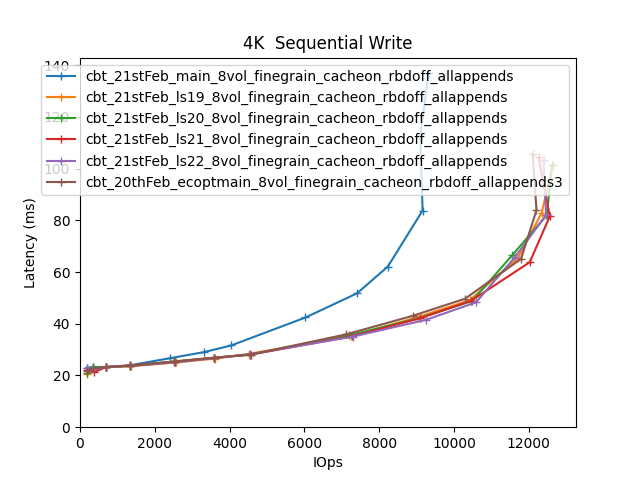 4K  Sequential Write
140
120
100
80
60
40
20
0
Latency (ms)
cbt_21stFeb_main_8vol_finegrain_cacheon_rbdoff_allappends
cbt_21stFeb_ls19_8vol_finegrain_cacheon_rbdoff_allappends
cbt_21stFeb_ls20_8vol_finegrain_cacheon_rbdoff_allappends
cbt_21stFeb_ls21_8vol_finegrain_cacheon_rbdoff_allappends
cbt_21stFeb_ls22_8vol_finegrain_cacheon_rbdoff_allappends
cbt_20thFeb_ecoptmain_8vol_finegrain_cacheon_rbdoff_allappends3
0 2000 4000 6000 8000 10000 12000
IOps